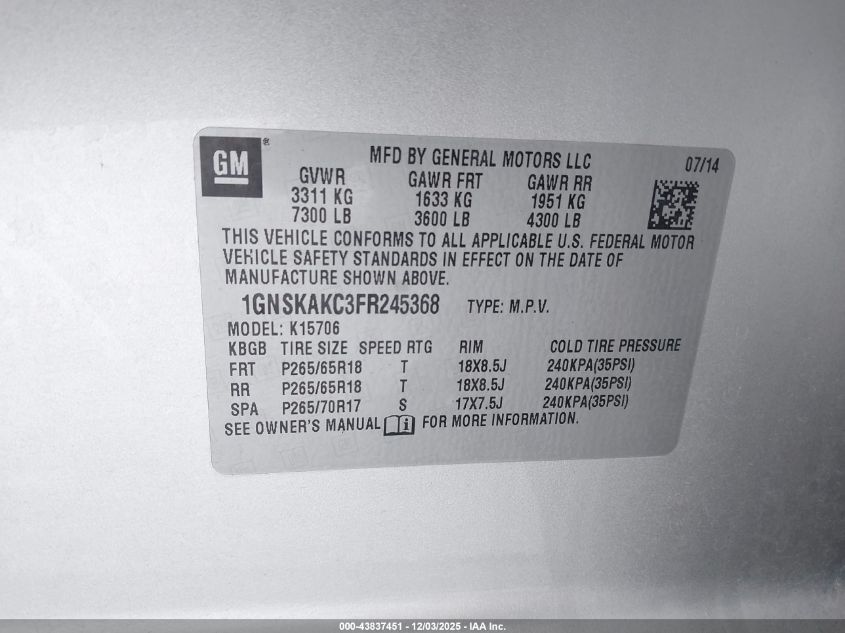 GM ®
MFD BY GENERAL MOTORS LLC 07/14
GVWR GAWR FRT GAWR RR
3311 KG 1633 KG 1951 KG
7300 LB 3600 LB 4300 LB
THIS VEHICLE CONFORMS TO ALL APPLICABLE U.S. FEDERAL MOTOR
VEHICLE SAFETY STANDARDS IN EFFECT ON THE DATE OF
MANUFACTURE SHOWN ABOVE.
1GNSKAKC3FR245368 TYPE: M.P.V.
MODEL: K15706
KBGB TIRE SIZE SPEED RTG RIM COLD TIRE PRESSURE
FRT P265/65R18 T 18X8.5J 240KPA(35PSI)
RR P265/65R18 T 18X8.5J 240KPA(35PSI)
SPA P265/70R17 S 17X7.5J 240KPA(35PSI)
SEE OWNER'S MANUAL i FOR MORE INFORMATION.
000-43837451 - 12/03/2025 - IAA Inc.